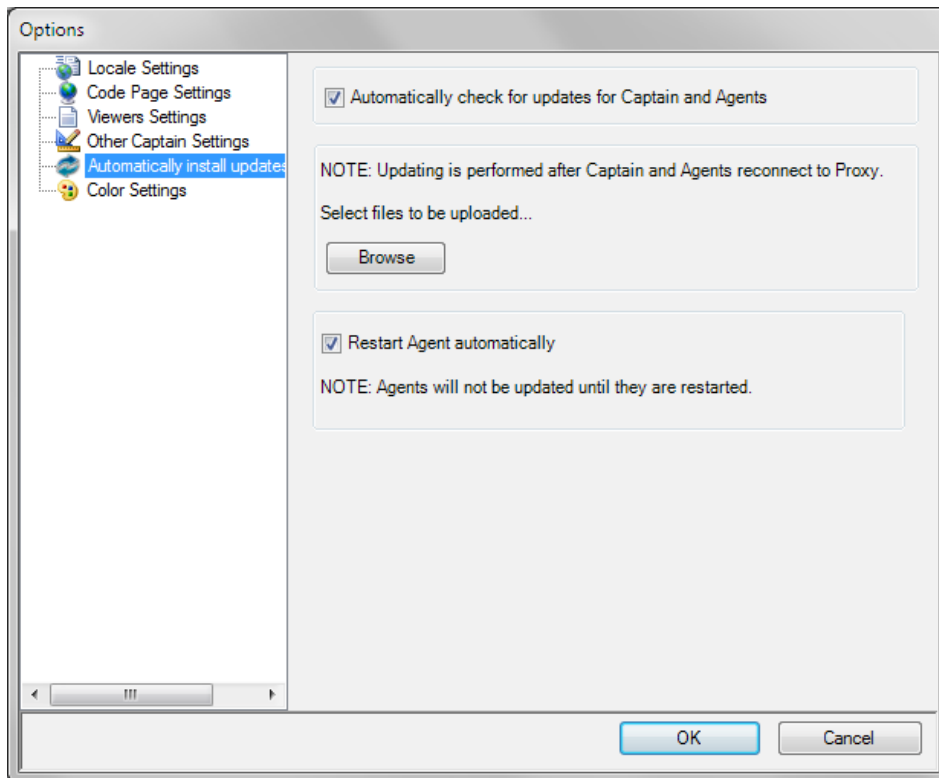 Options
Locale Settings
Code Page Settings
Viewers Settings
Other Captain Settings
Automatically install updates
Color Settings
Automatically check for updates for Captain and Agents
NOTE: Updating is performed after Captain and Agents reconnect to Proxy.
Select files to be uploaded...
Browse
Restart Agent automatically
NOTE: Agents will not be updated until they are restarted.
OK
Cancel